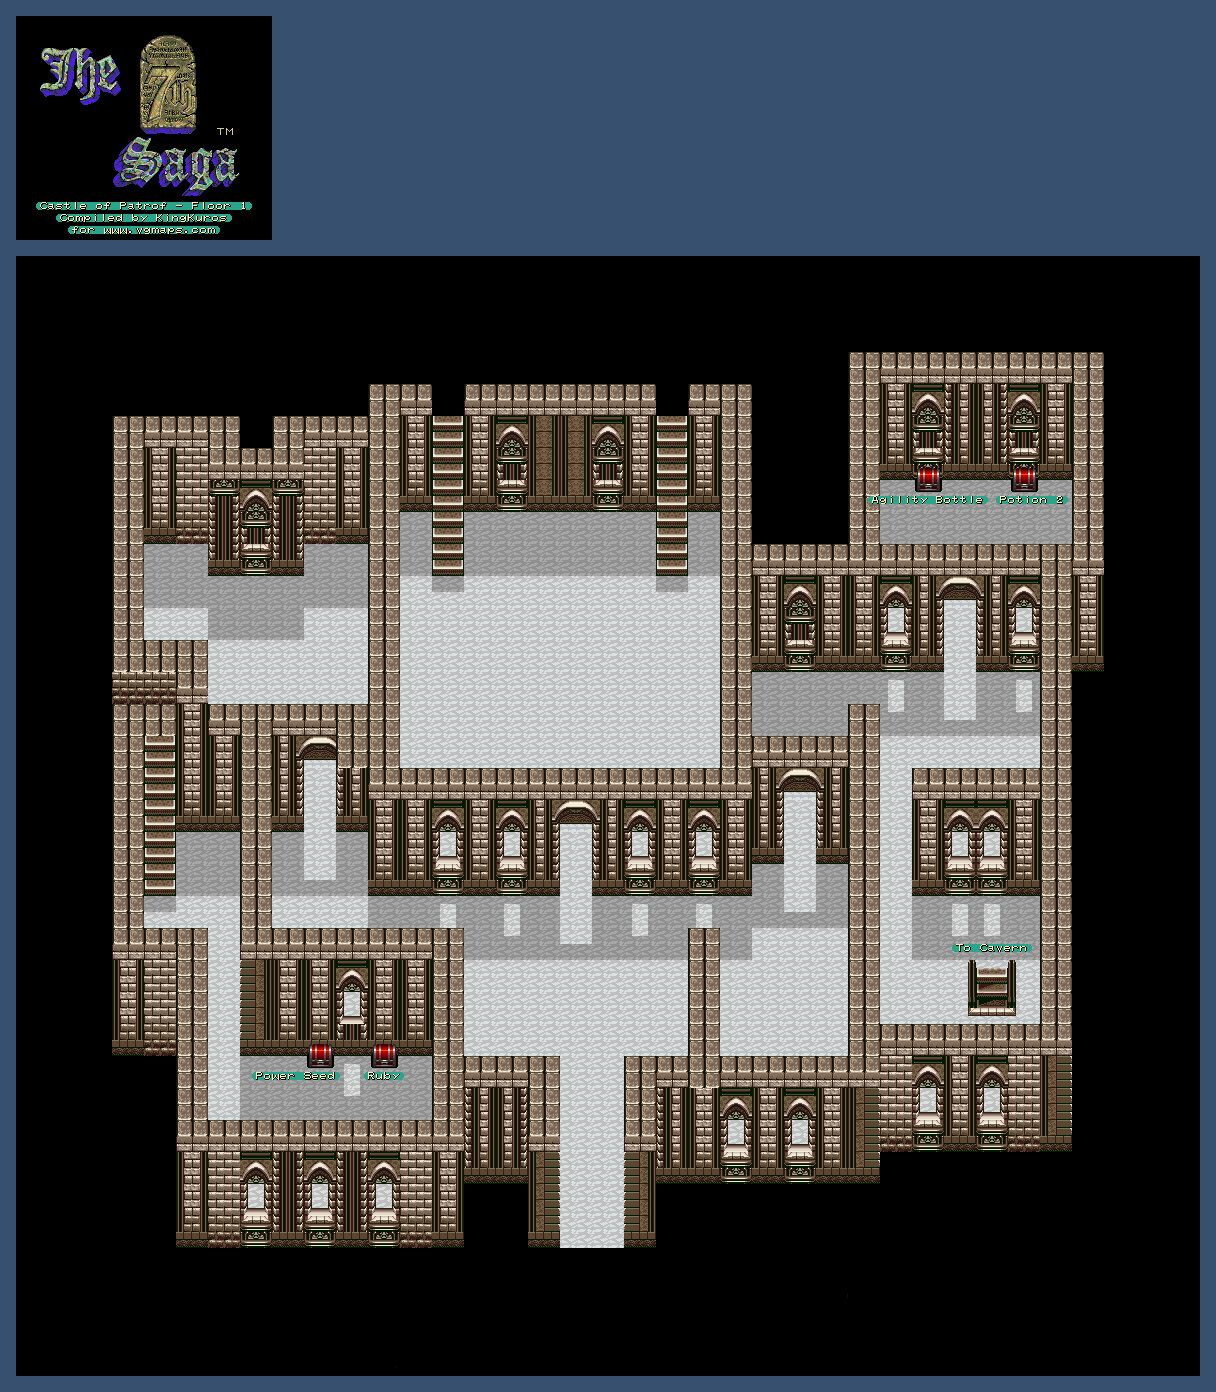 The 7th
TM
Saga
Castle of Patrof - Floor 1
Compiled by KingKuros
for www.vgmaps.com
Agility Bottle Potion 2
To Cavern
Power Seed Ruby